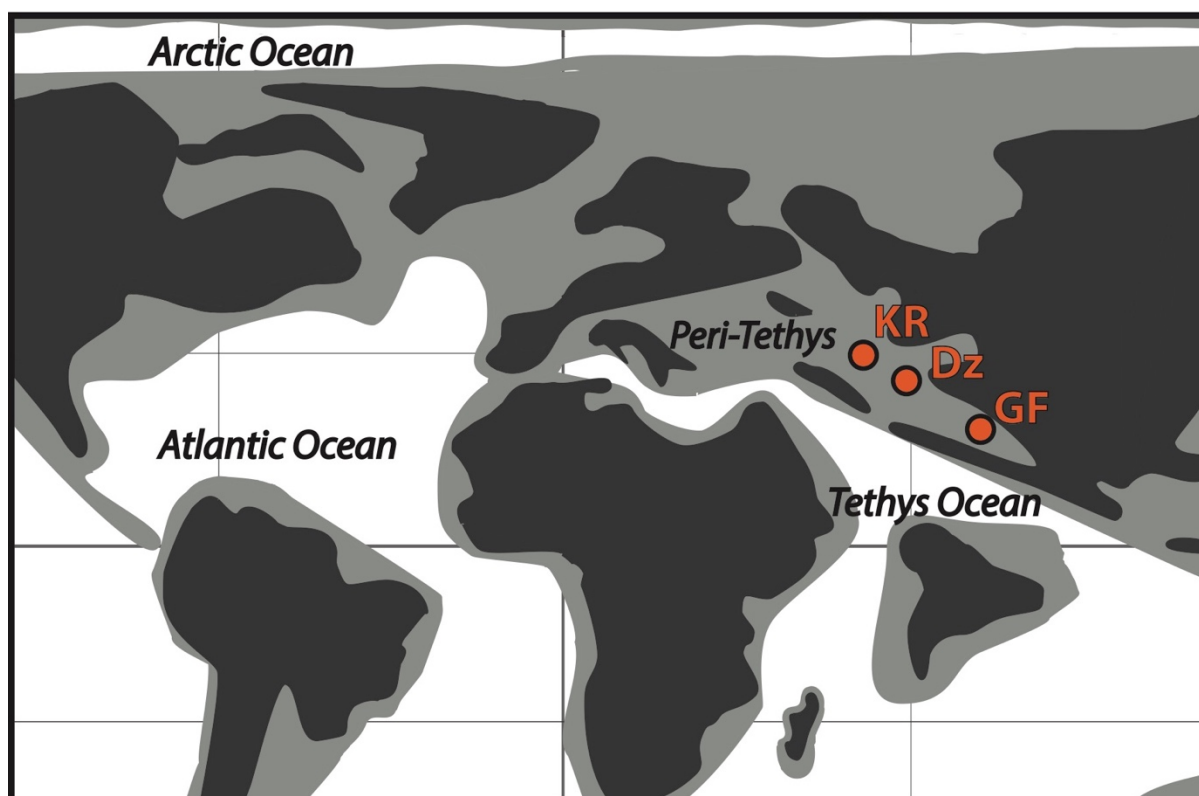 Arctic Ocean
KR
Peri-Tethys
Dz
GF
Atlantic Ocean
Tethys Ocean